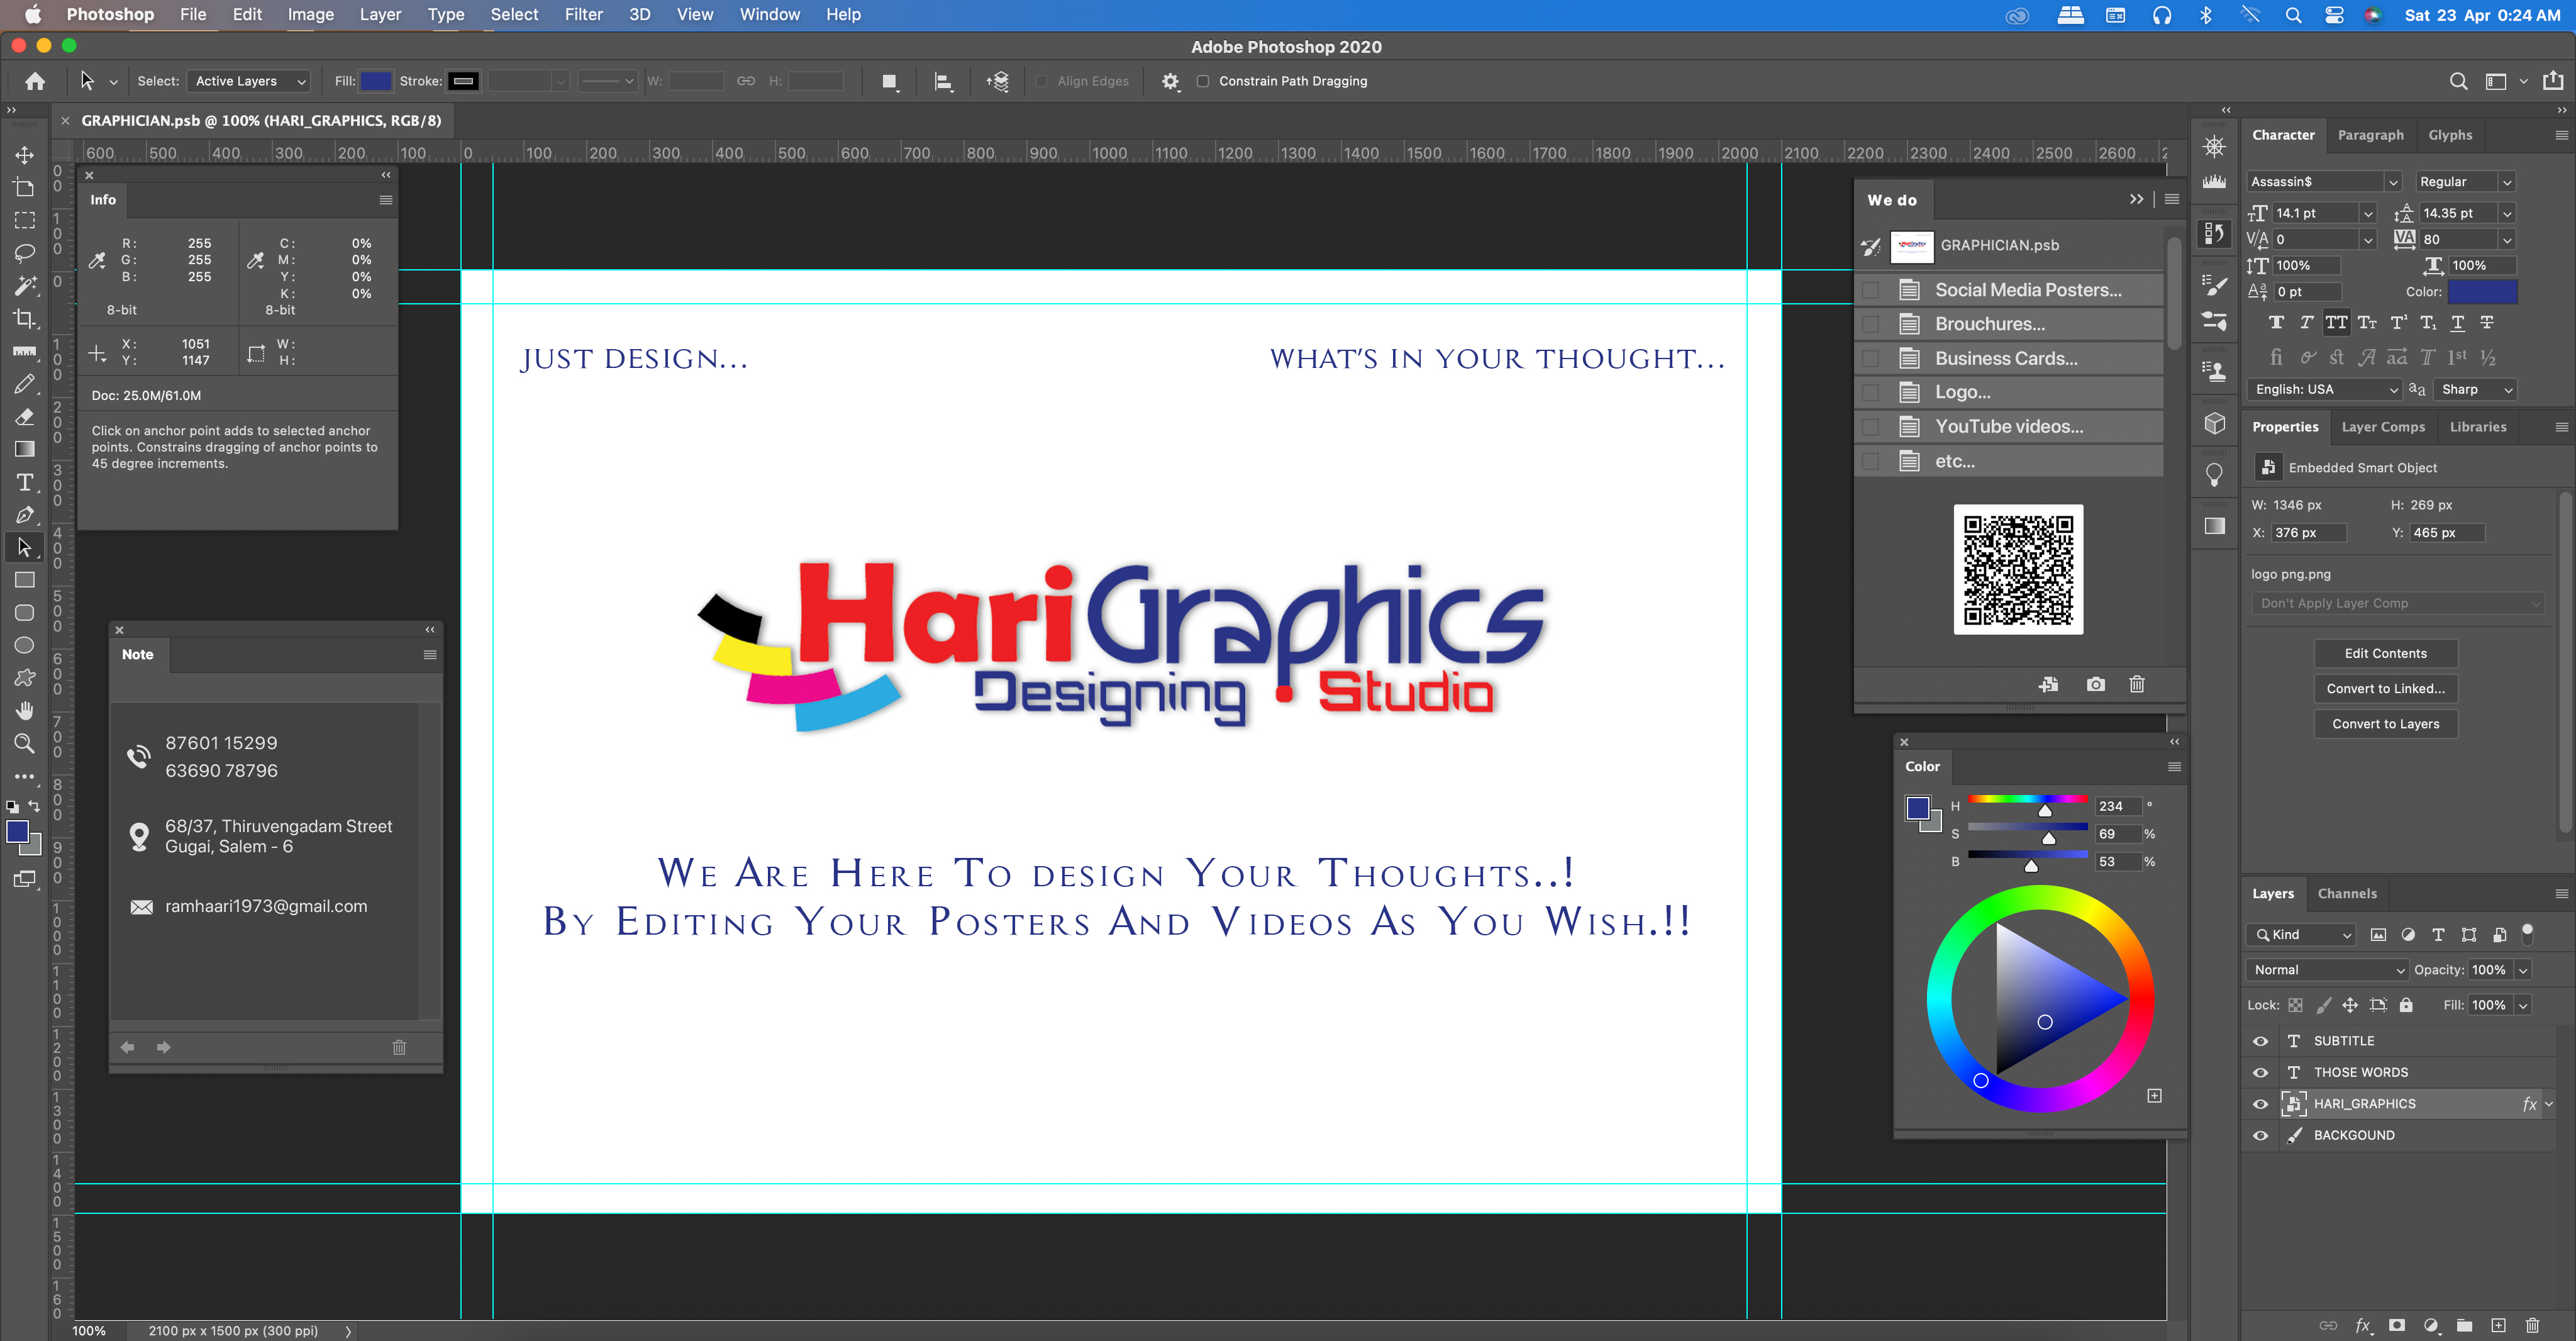 Photoshop File Edit Image Layer Type Select Filter 3D View Window Help Sat 23 Apr 0:24 AM
Adobe Photoshop 2020
Select: Active Layers Fill: Stroke: W: H: Align Edges Constrain Path Dragging
GRAPHICIAN.psb @ 100% (HARI_GRAPHICS, RGB/8)
600 500 400 300 200 100 0 100 200 300 400 500 600 700 800 900 1000 1100 1200 1300 1400 1500 1600 1700 1800 1900 2000 2100 2200 2300 2400 2500 2600
Info
R: 255 C: 0%
G: 255 M: 0%
B: 255 Y: 0%
K: 0%
8-bit 8-bit
X: 1051 W:
Y: 1147 H:
Doc: 25.0M/61.0M
Click on anchor point adds to selected anchor
points. Constrains dragging of anchor points to
45 degree increments.
Note
87601 15299
63690 78796
68/37, Thiruvengadam Street
Gugai, Salem - 6
ramhaari1973@gmail.com
JUST DESIGN...
WHAT'S IN YOUR THOUGHT...
HariGraphics
Designing Studio
We Are Here To design Your Thoughts..!
By Editing Your Posters And Videos As You Wish.!!
We do
GRAPHICIAN.psb
Social Media Posters...
Brouchures...
Business Cards...
Logo...
YouTube videos...
etc...
Color
H 234 °
S 69 %
B 53 %
Character Paragraph Glyphs
Assassin$ Regular
14.1 pt 14.35 pt
0 80
100% 100%
0 pt Color:
English: USA Sharp
Properties Layer Comps Libraries
Embedded Smart Object
W: 1346 px H: 269 px
X: 376 px Y: 465 px
logo png.png
Don't Apply Layer Comp
Edit Contents
Convert to Linked...
Convert to Layers
Layers Channels
Kind
Normal Opacity: 100%
Lock: Fill: 100%
SUBTITLE
THOSE WORDS
HARI_GRAPHICS fx
BACKGOUND
100% 2100 px x 1500 px (300 ppi)